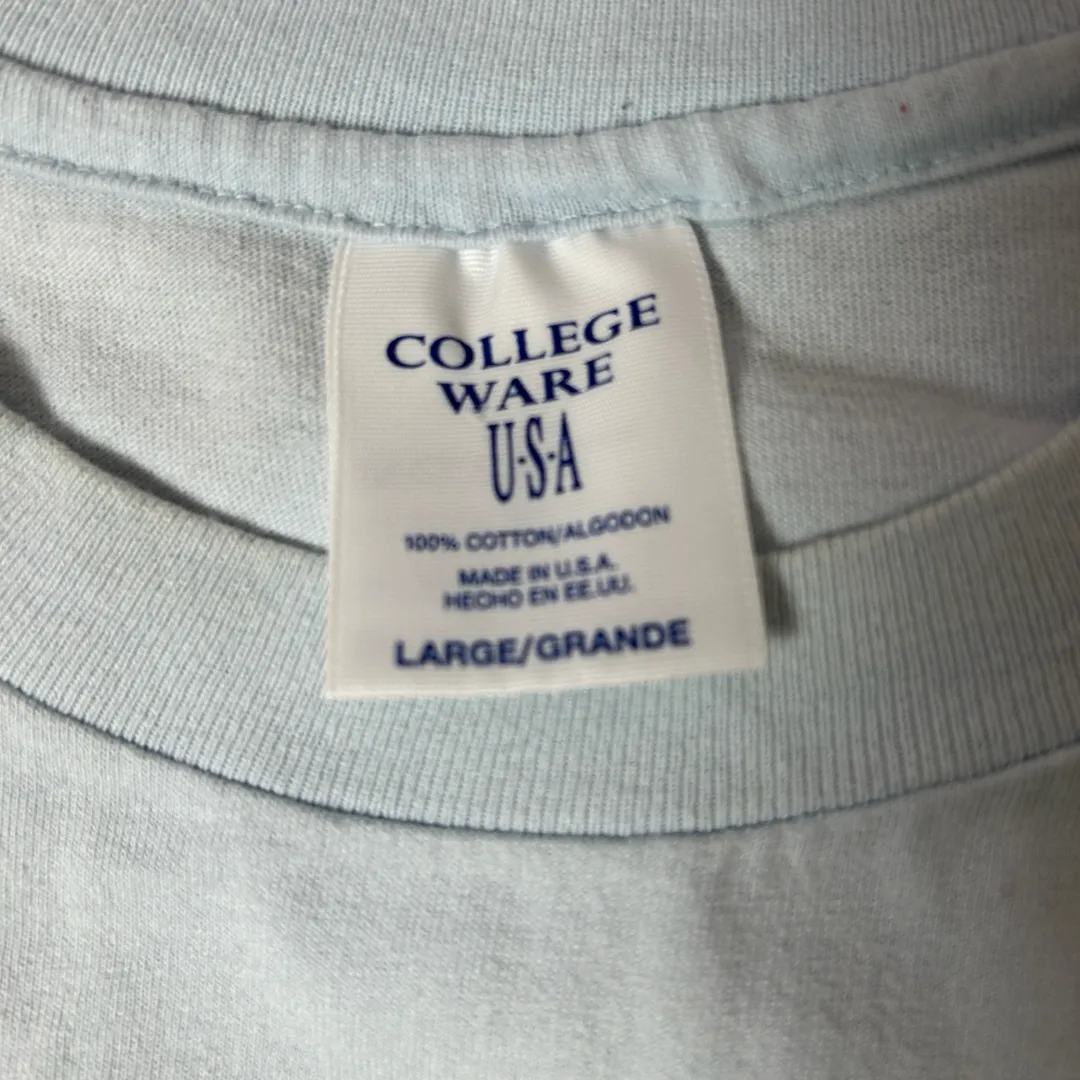 COLLEGE
WARE
U·S·A
100% COTTON/ALGODON
MADE IN U.S.A.
HECHO EN EE.UU.
LARGE/GRANDE